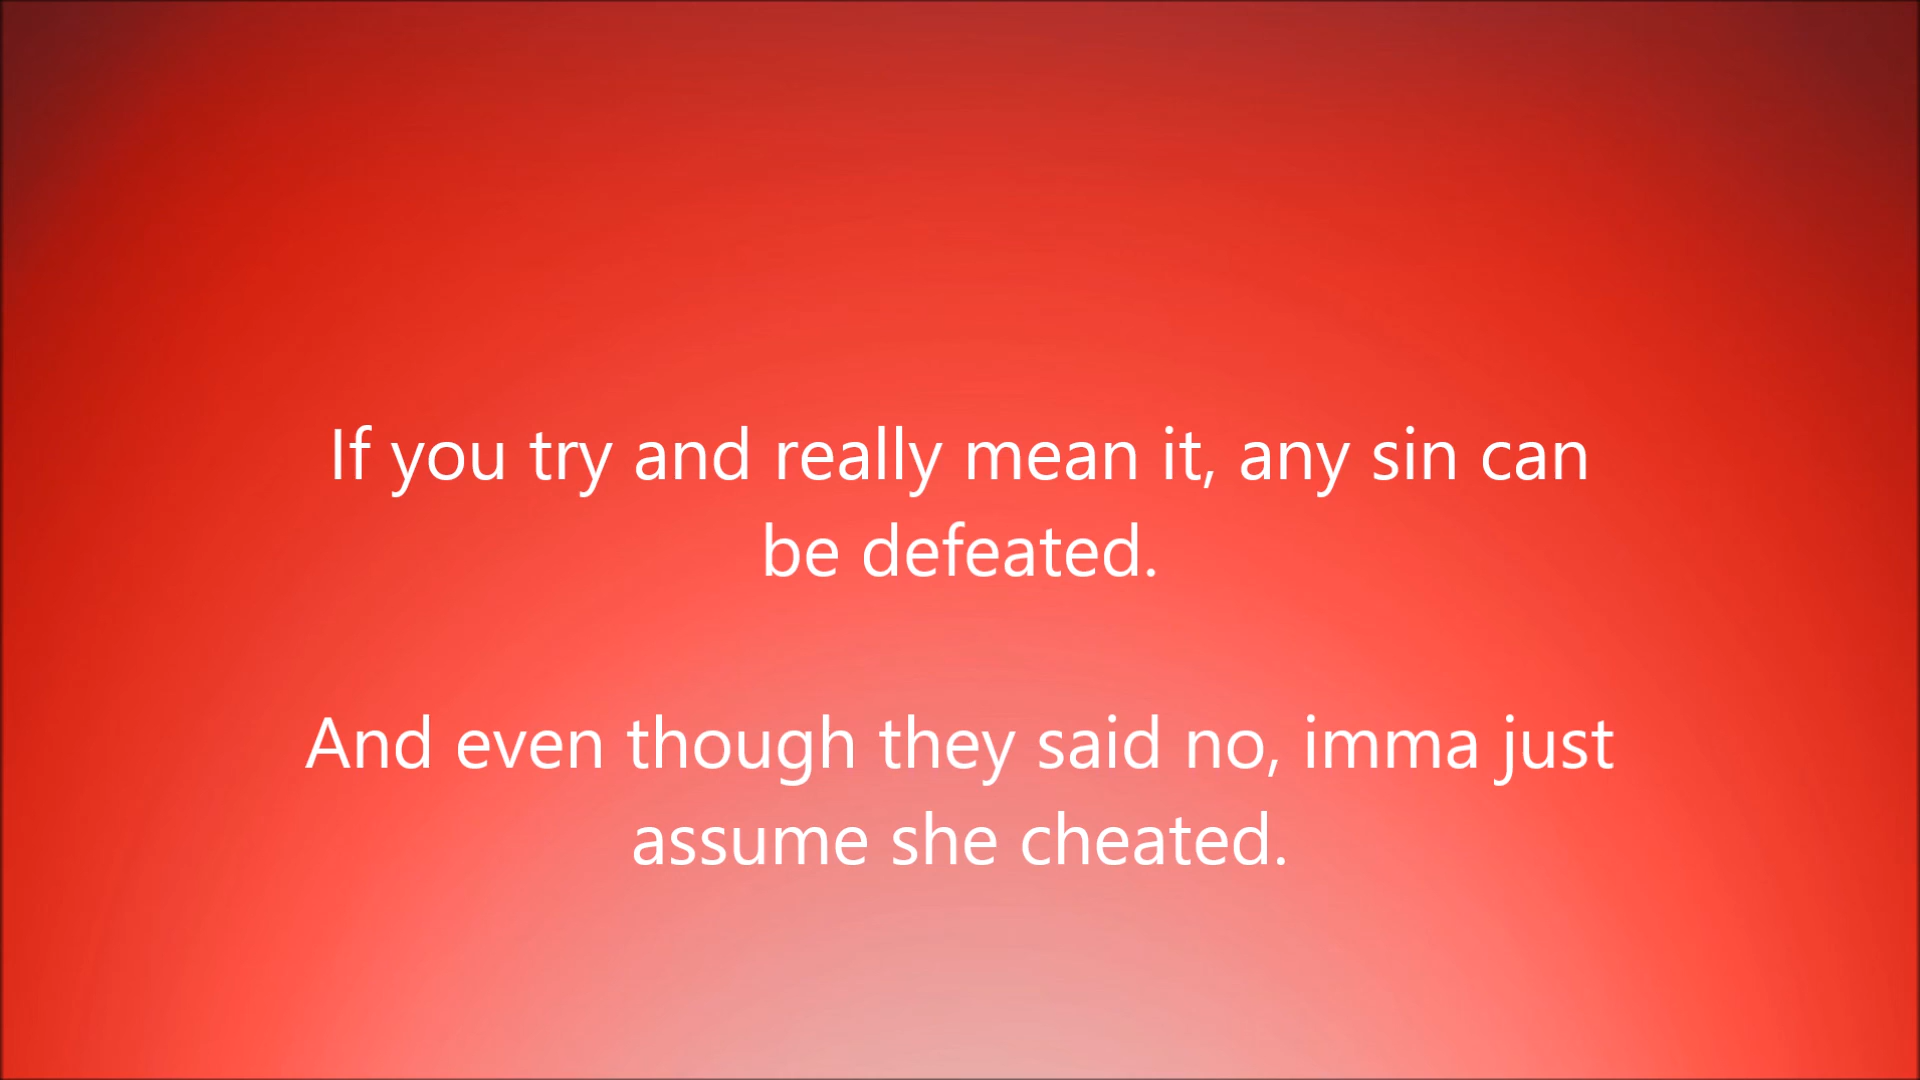 If you try and really mean it, any sin can
be defeated.
And even though they said no, imma just
assume she cheated.